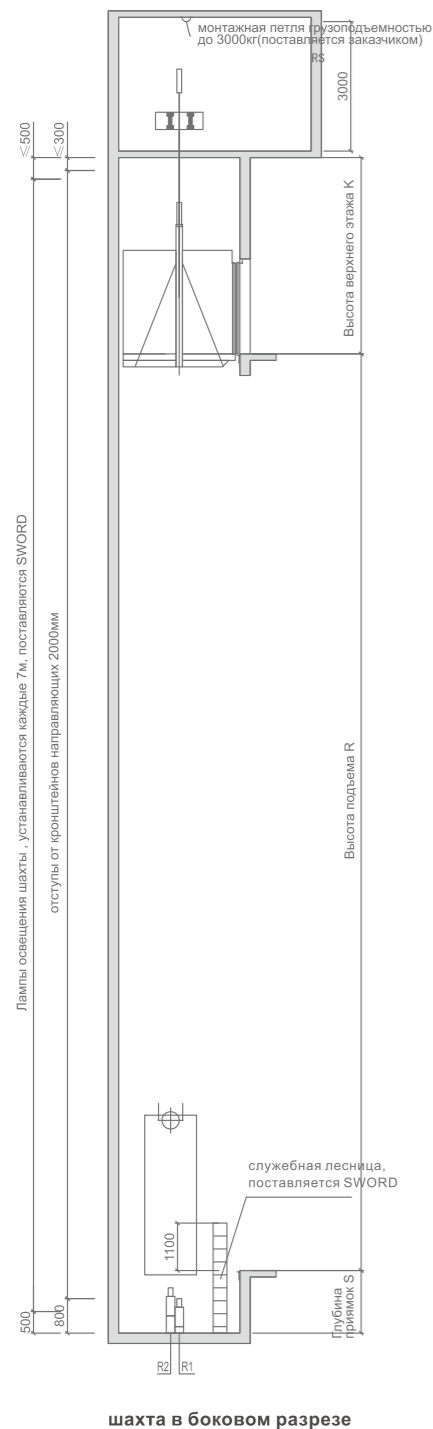 монтажная петля грузоподъемностью
до 3000кг(поставляется заказчиком)
RS
3000
≤500
≤300
Высота верхнего этажа K
Лампы освещения шахты , устанавливаются каждые 7м, поставляются SWORD
отступы от кронштейнов направляющих 2000мм
Высота подъема R
служебная лесница,
поставляется SWORD
1100
Глубина
приямок S
500
800
R2
R1
шахта в боковом разрезе